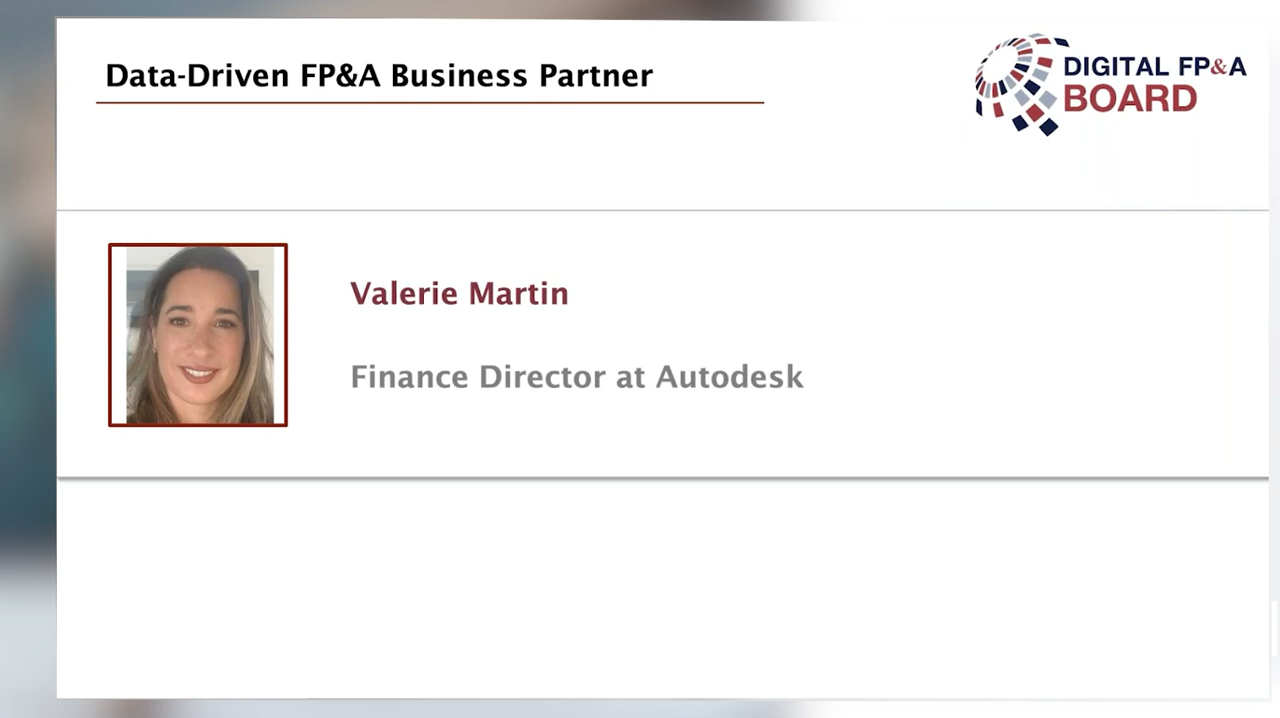 Data-Driven FP&A Business Partner
DIGITAL FP&A
BOARD
Valerie Martin
Finance Director at Autodesk